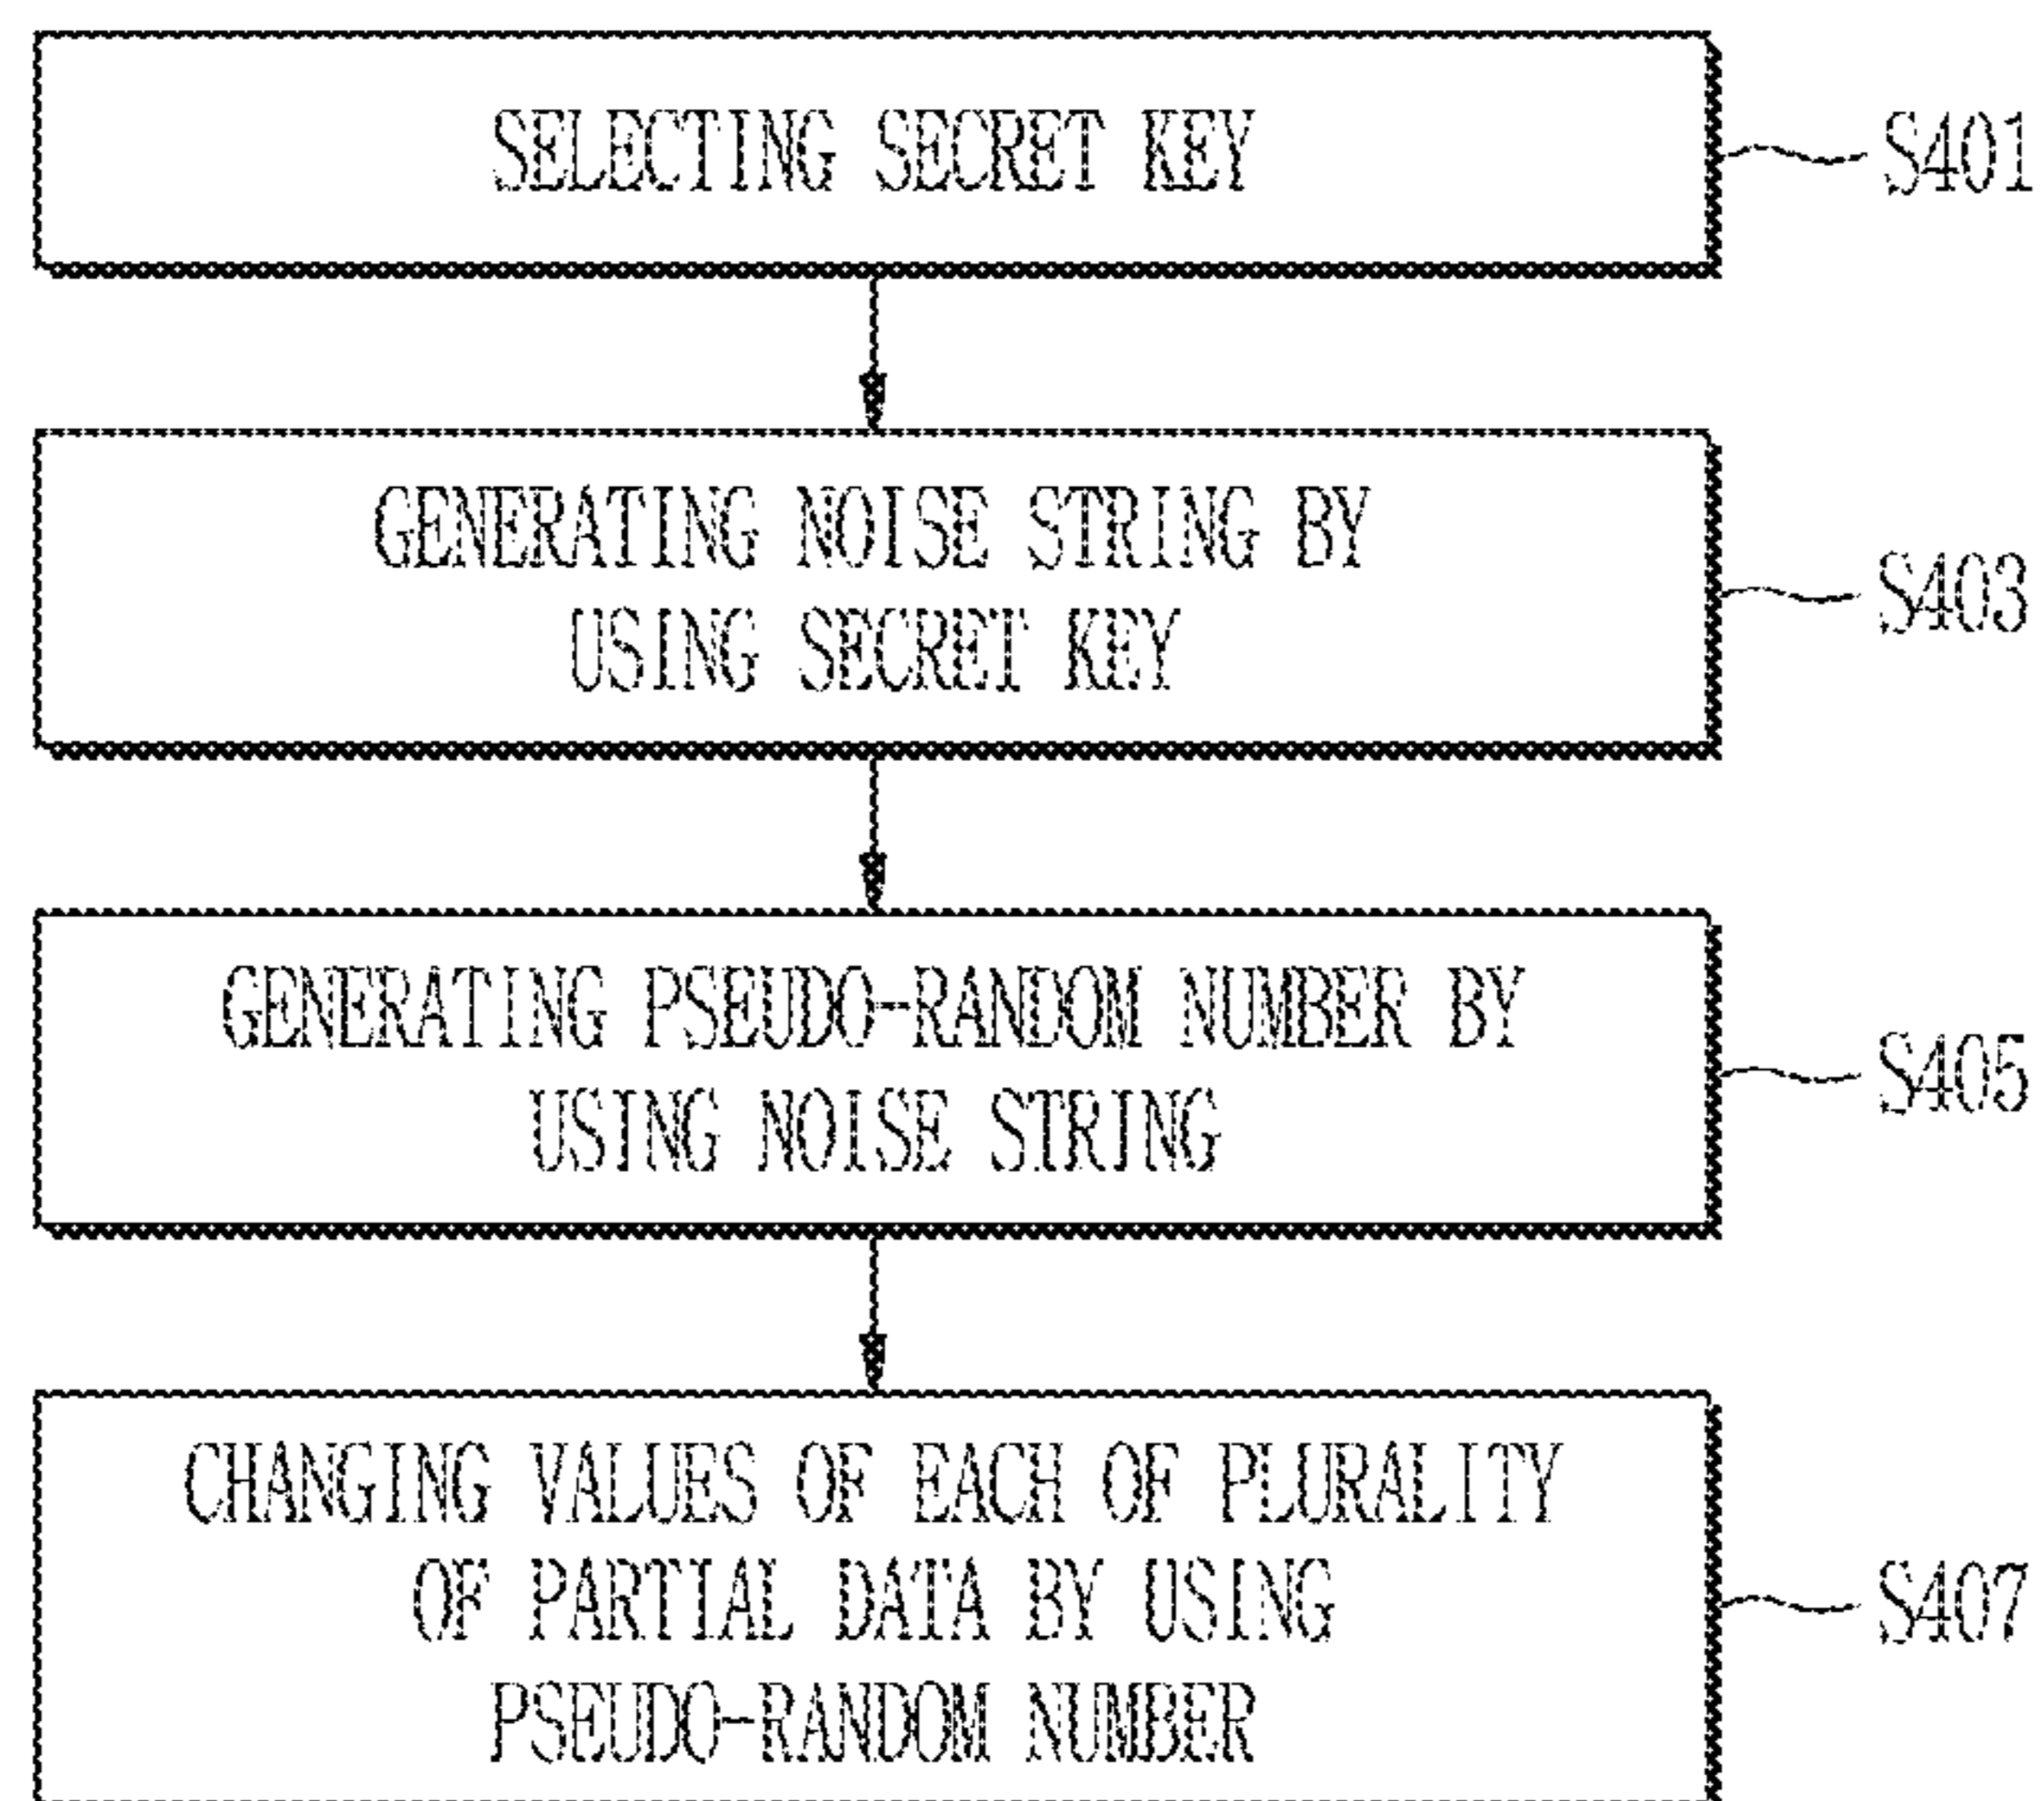 SELECTING SECRET KEY
S401
GENERATING NOISE STRING BY
USING SECRET KEY
S403
GENERATING PSEUDO-RANDOM NUMBER BY
USING NOISE STRING
S405
CHANGING VALUES OF EACH OF PLURALITY
OF PARTIAL DATA BY USING
PSEUDO-RANDOM NUMBER
S407